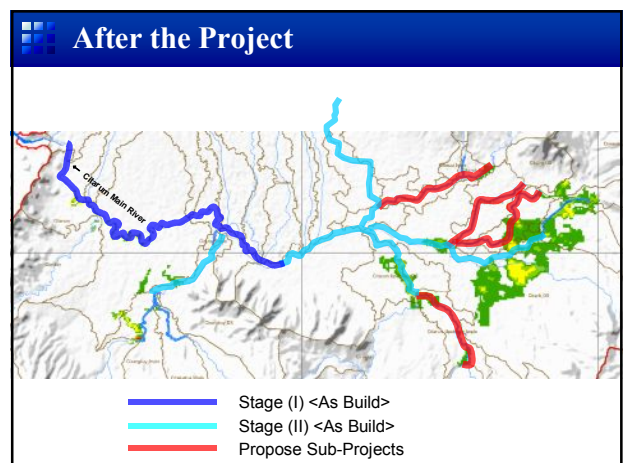 After the Project
Citarum Main River
Stage (I) <As Build>
Stage (II) <As Build>
Propose Sub-Projects